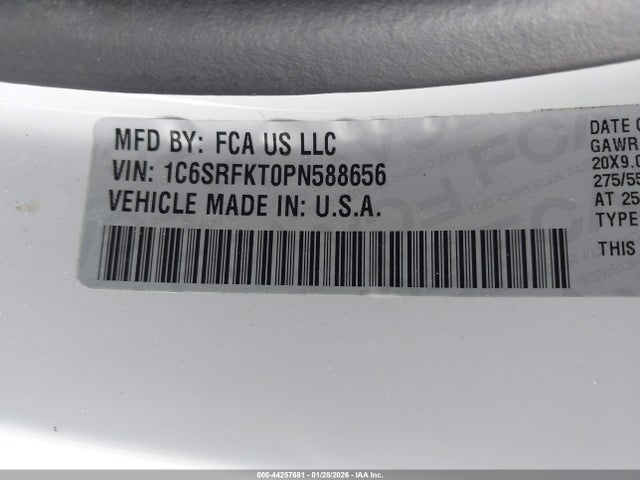 MFD BY: FCA US LLC
VIN: 1C6SRFKT0PN588656
VEHICLE MADE IN: U.S.A.
DATE O
GAWR
20X9.0
275/55
AT 25
TYPE
THIS
000-44257681 - 01/28/2026 - IAAI, Inc.